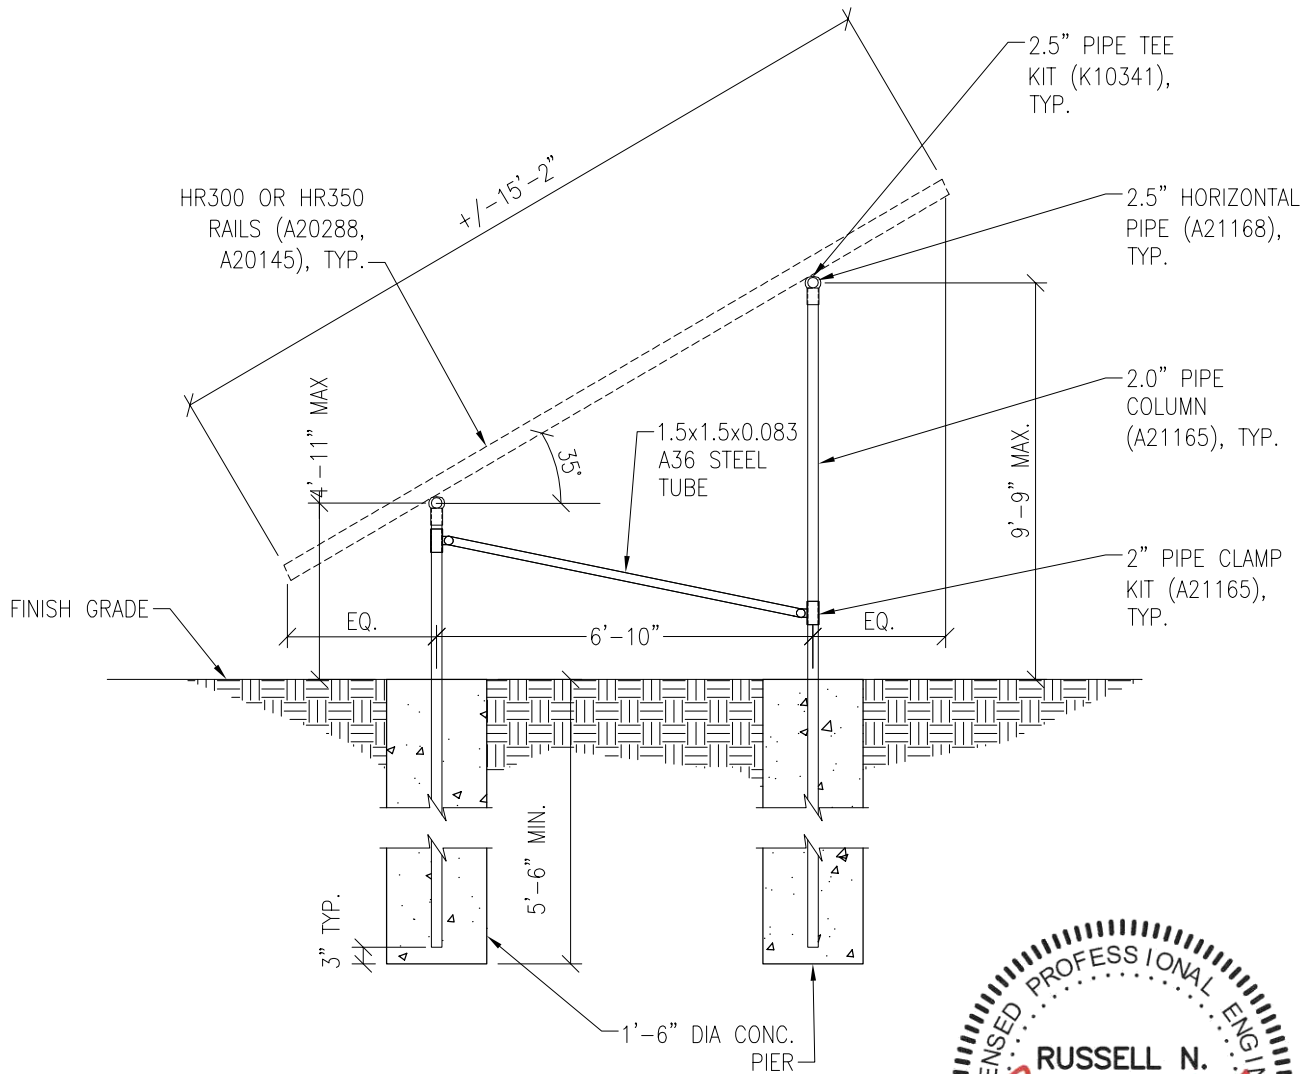 2.5" PIPE TEE
KIT (K10341),
TYP.
+/-15'-2"
HR300 OR HR350
RAILS (A20288,
A20145), TYP.
2.5" HORIZONTAL
PIPE (A21168),
TYP.
4'-11" MAX
35°
1.5x1.5x0.083
A36 STEEL
TUBE
2.0" PIPE
COLUMN
(A21165), TYP.
9'-9" MAX.
2" PIPE CLAMP
KIT (A21165),
TYP.
FINISH GRADE
EQ.
6'-10"
EQ.
5'-6" MIN.
3" TYP.
1'-6" DIA CONC.
PIER
PROFESSIONAL
RUSSELL N.